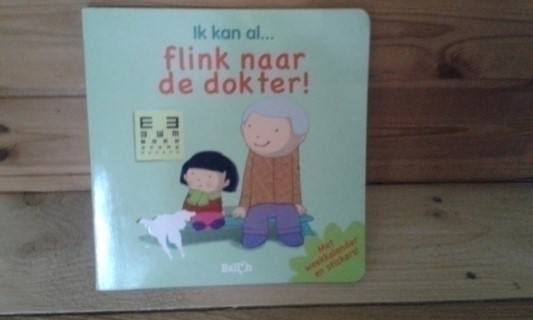 Ik kan al...
flink naar
de dokter!
E E
Met
weekkalender
en stickers!
Ballon